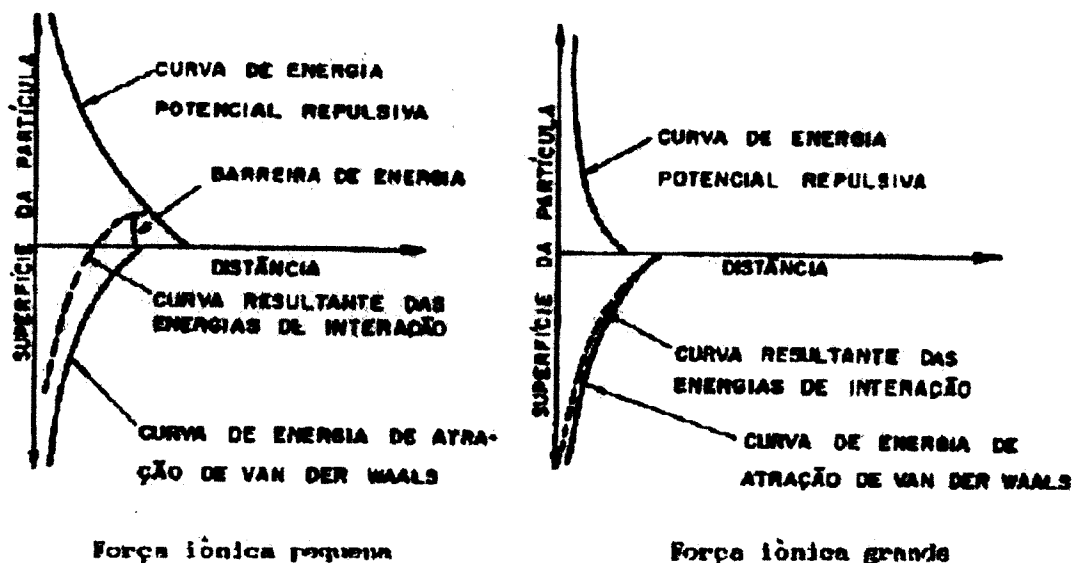 SUPERFÍCIE DA PARTÍCULA
CURVA DE ENERGIA
POTENCIAL REPULSIVA
BARREIRA DE ENERGIA
DISTÂNCIA
CURVA RESULTANTE DAS
ENERGIAS DE INTERAÇÃO
CURVA DE ENERGIA DE ATRA-
ÇÃO DE VAN DER WAALS
Força iònica pequena
SUPERFÍCIE DA PARTÍCULA
CURVA DE ENERGIA
POTENCIAL REPULSIVA
DISTÂNCIA
CURVA RESULTANTE DAS
ENERGIAS DE INTERAÇÃO
CURVA DE ENERGIA DE
ATRAÇÃO DE VAN DER WAALS
Força iònica grande